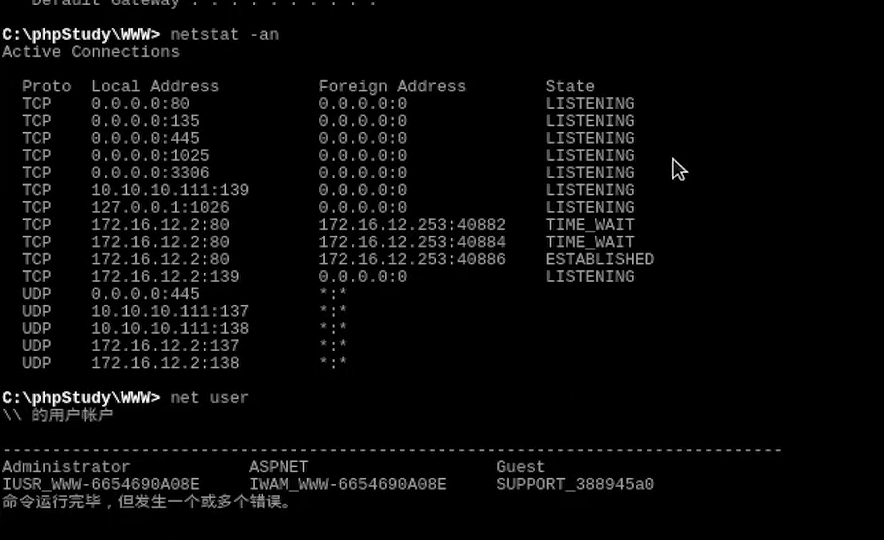 Default Gateway . . . . . . . . . .
C:\phpStudy\WWW> netstat -an
Active Connections
Proto Local Address Foreign Address State
TCP 0.0.0.0:80 0.0.0.0:0 LISTENING
TCP 0.0.0.0:135 0.0.0.0:0 LISTENING
TCP 0.0.0.0:445 0.0.0.0:0 LISTENING
TCP 0.0.0.0:1025 0.0.0.0:0 LISTENING
TCP 0.0.0.0:3306 0.0.0.0:0 LISTENING
TCP 10.10.10.111:139 0.0.0.0:0 LISTENING
TCP 127.0.0.1:1026 0.0.0.0:0 LISTENING
TCP 172.16.12.2:80 172.16.12.253:40882 TIME_WAIT
TCP 172.16.12.2:80 172.16.12.253:40884 TIME_WAIT
TCP 172.16.12.2:80 172.16.12.253:40886 ESTABLISHED
TCP 172.16.12.2:139 0.0.0.0:0 LISTENING
UDP 0.0.0.0:445 *:*
UDP 10.10.10.111:137 *:*
UDP 10.10.10.111:138 *:*
UDP 172.16.12.2:137 *:*
UDP 172.16.12.2:138 *:*
C:\phpStudy\WWW> net user
\\ 的用户帐户
-------------------------------------------------------------------------------
Administrator ASPNET Guest
IUSR_WWW-6654690A08E IWAM_WWW-6654690A08E SUPPORT_388945a0
命令运行完毕，但发生一个或多个错误。